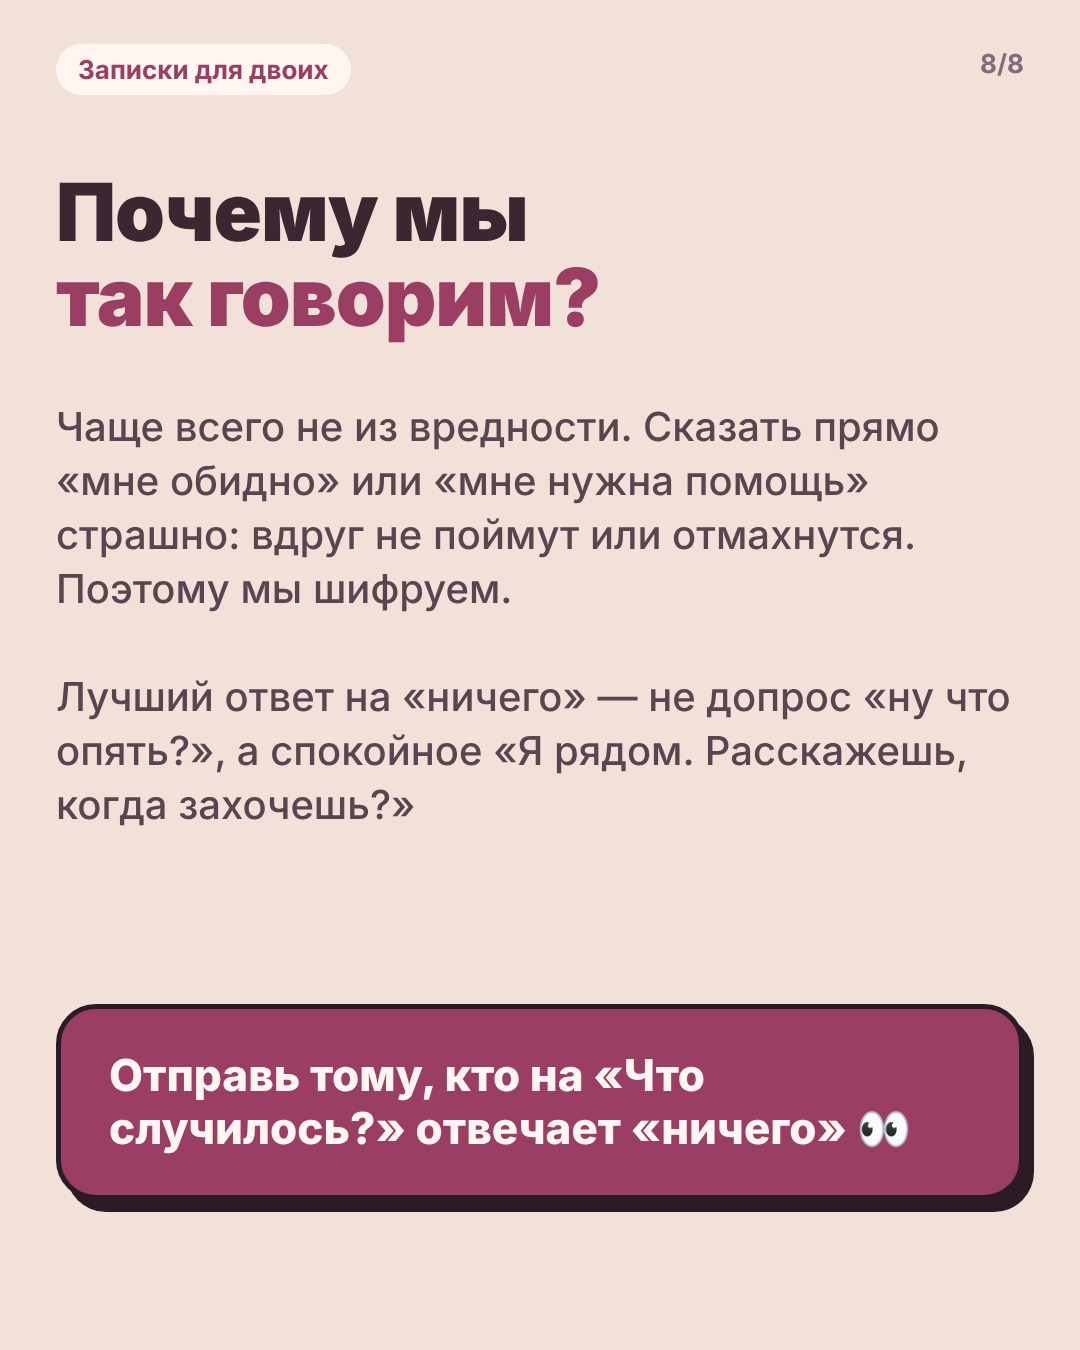 Записки для двоих
8/8
Почему мы
так говорим?
Чаще всего не из вредности. Сказать прямо
«мне обидно» или «мне нужна помощь»
страшно: вдруг не поймут или отмахнутся.
Поэтому мы шифруем.
Лучший ответ на «ничего» — не допрос «ну что
опять?», а спокойное «Я рядом. Расскажешь,
когда захочешь?»
Отправь тому, кто на «Что
случилось?» отвечает «ничего» 👀